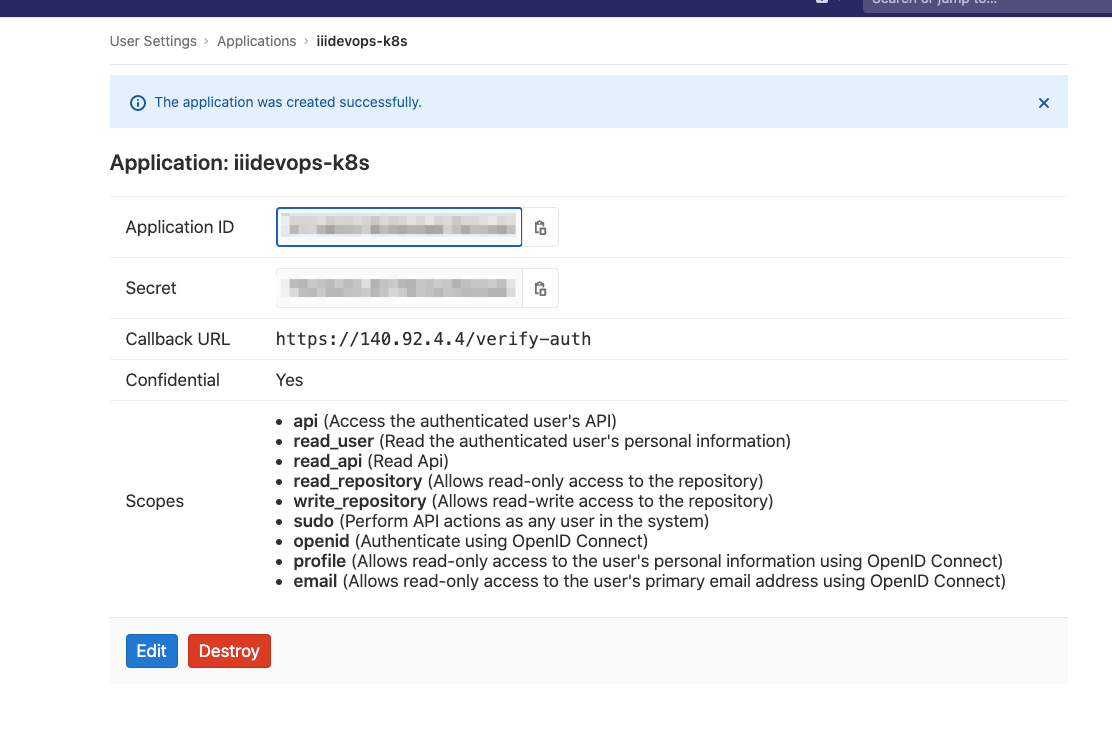 Search or jump to...
User Settings › Applications › iiidevops-k8s
The application was created successfully.
Application: iiidevops-k8s
Application ID
Secret
Callback URL https://140.92.4.4/verify-auth
Confidential Yes
Scopes
• api (Access the authenticated user's API)
• read_user (Read the authenticated user's personal information)
• read_api (Read Api)
• read_repository (Allows read-only access to the repository)
• write_repository (Allows read-write access to the repository)
• sudo (Perform API actions as any user in the system)
• openid (Authenticate using OpenID Connect)
• profile (Allows read-only access to the user's personal information using OpenID Connect)
• email (Allows read-only access to the user's primary email address using OpenID Connect)
Edit Destroy